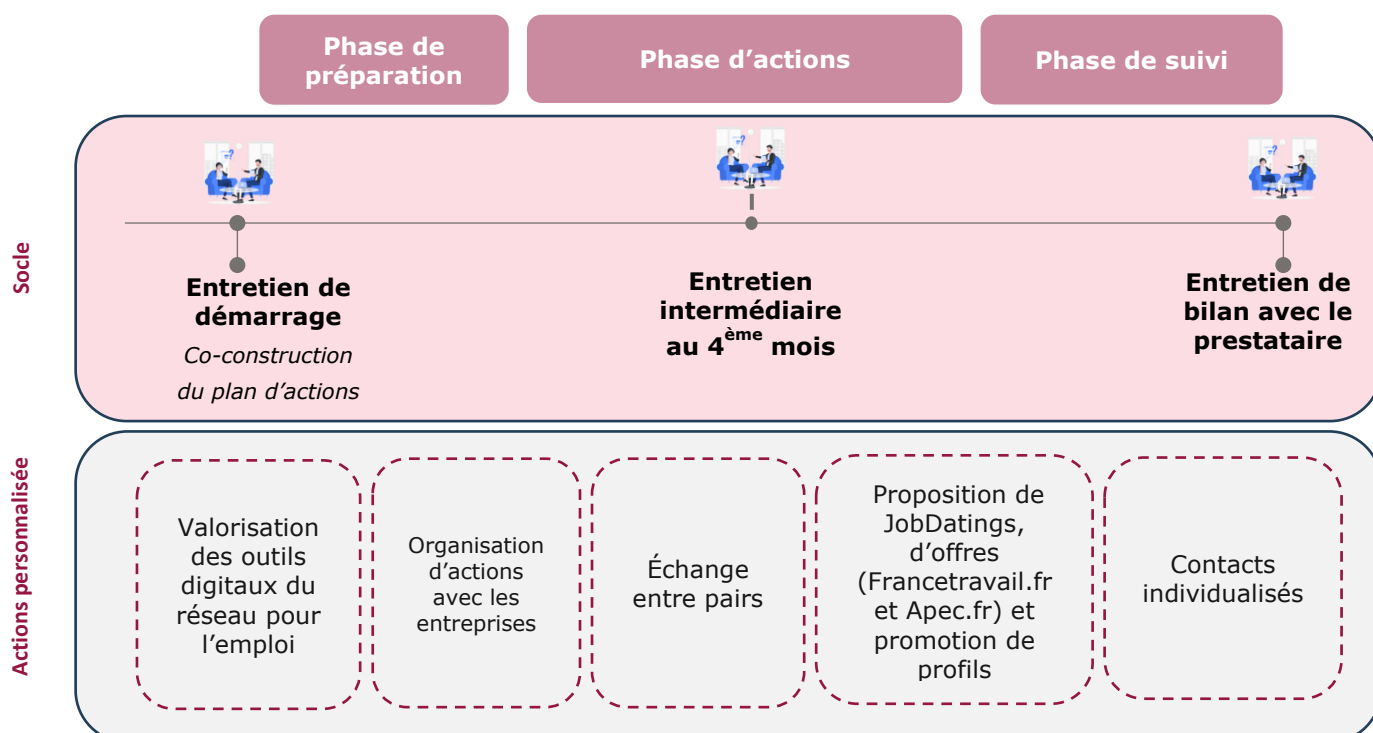 Phase de
préparation
Phase d’actions
Phase de suivi
Socle
Entretien de
démarrage
Co-construction
du plan d’actions
Entretien
intermédiaire
au 4ème mois
Entretien de
bilan avec le
prestataire
Actions personnalisée
Valorisation
des outils
digitaux du
réseau pour
l’emploi
Organisation
d’actions
avec les
entreprises
Échange
entre pairs
Proposition de
JobDatings,
d’offres
(Francetravail.fr
et Apec.fr) et
promotion de
profils
Contacts
individualisés